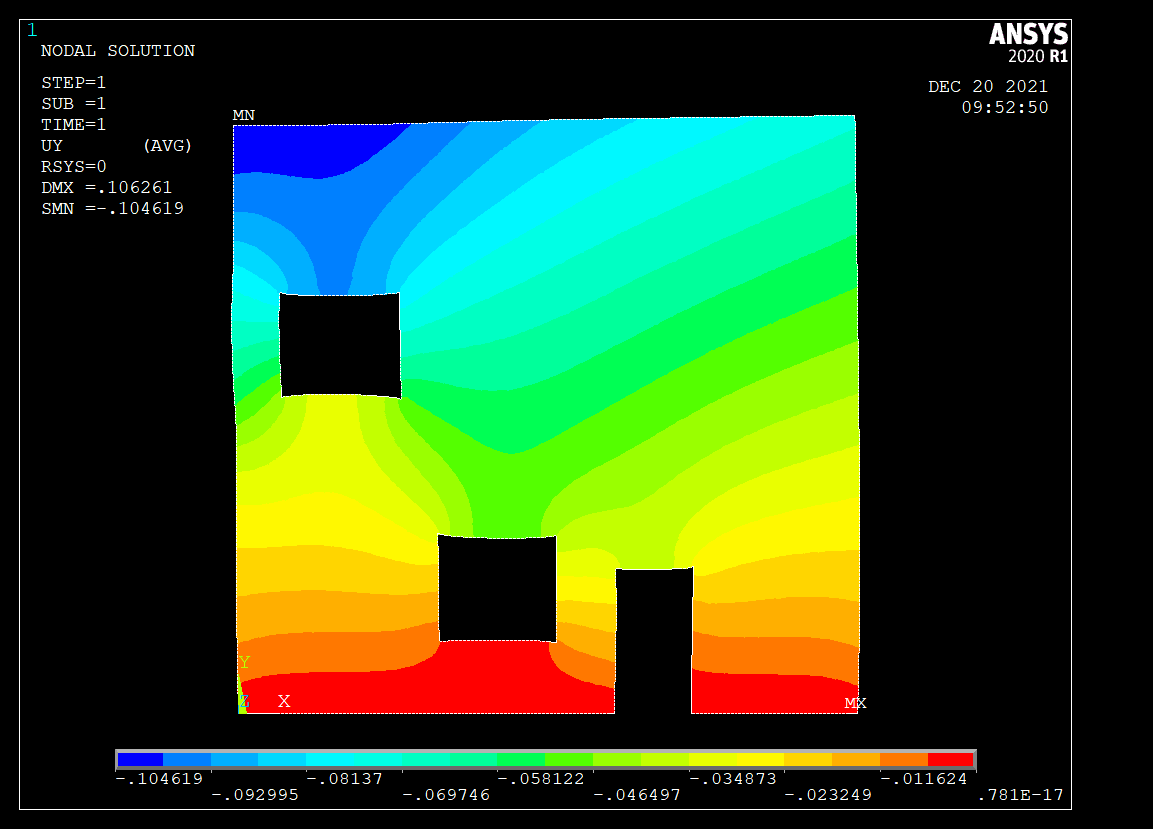 1
ANSYS
2020 R1
NODAL SOLUTION
STEP=1
SUB =1
TIME=1
UY (AVG)
RSYS=0
DMX =.106261
SMN =-.104619
DEC 20 2021
09:52:50
MN
Y
Z X
MX
-.104619 -.08137 -.058122 -.034873 -.011624
-.092995 -.069746 -.046497 -.023249 .781E-17